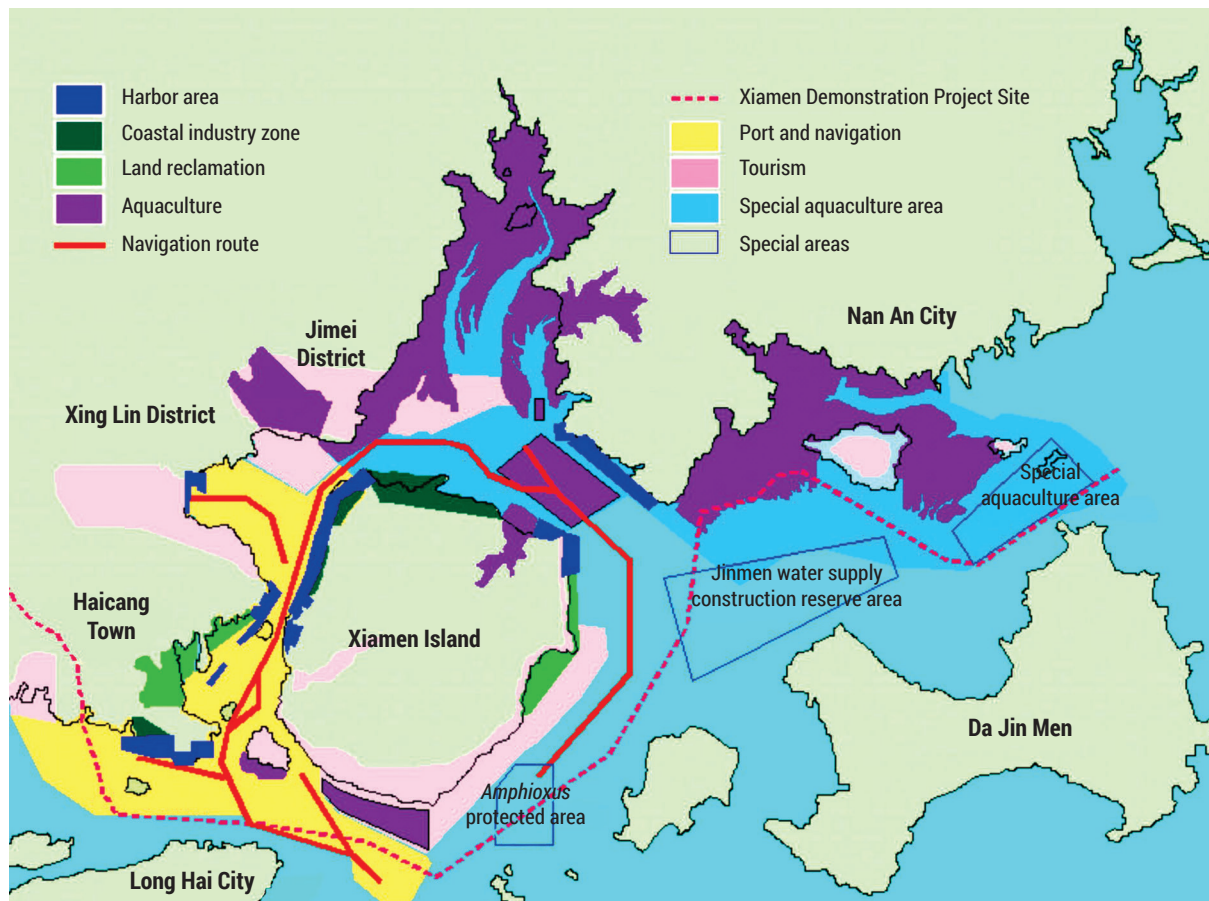 Harbor area
Coastal industry zone
Land reclamation
Aquaculture
Navigation route
Xiamen Demonstration Project Site
Port and navigation
Tourism
Special aquaculture area
Special areas
Jimei
District
Nan An City
Xing Lin District
Special
aquaculture area
Jinmen water supply
construction reserve area
Haicang
Town
Xiamen Island
Da Jin Men
Amphioxus
protected area
Long Hai City